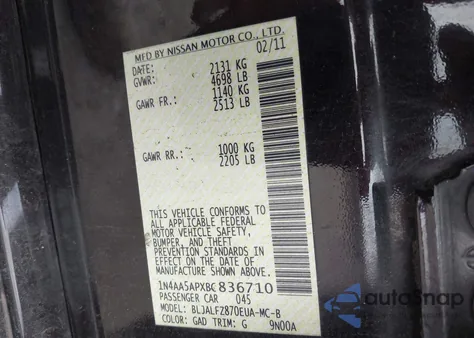 MFD BY NISSAN MOTOR CO., LTD.
DATE: 02/11
GVWR: 2131 KG
4698 LB
GAWR FR.: 1140 KG
2513 LB
GAWR RR.: 1000 KG
2205 LB
THIS VEHICLE CONFORMS TO
ALL APPLICABLE FEDERAL
MOTOR VEHICLE SAFETY,
BUMPER, AND THEFT
PREVENTION STANDARDS IN
EFFECT ON THE DATE OF
MANUFACTURE SHOWN ABOVE.
1N4AA5APXBC836710
PASSENGER CAR 045
MODEL: BLJALFZ870EUA-MC-B
COLOR: GAD TRIM: G 9N00A
autoSnap